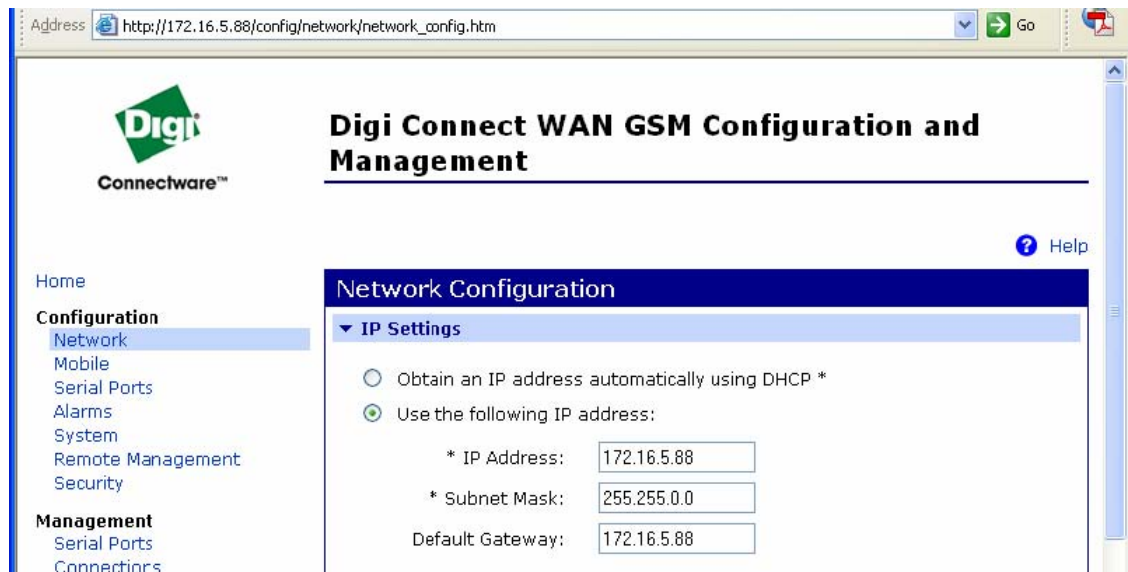 Address http://172.16.5.88/config/network/network_config.htm Go
Digi
Connectware™
Digi Connect WAN GSM Configuration and
Management
Help
Home
Configuration
Network
Mobile
Serial Ports
Alarms
System
Remote Management
Security
Management
Serial Ports
Connections
Network Configuration
IP Settings
Obtain an IP address automatically using DHCP *
Use the following IP address:
* IP Address: 172.16.5.88
* Subnet Mask: 255.255.0.0
Default Gateway: 172.16.5.88